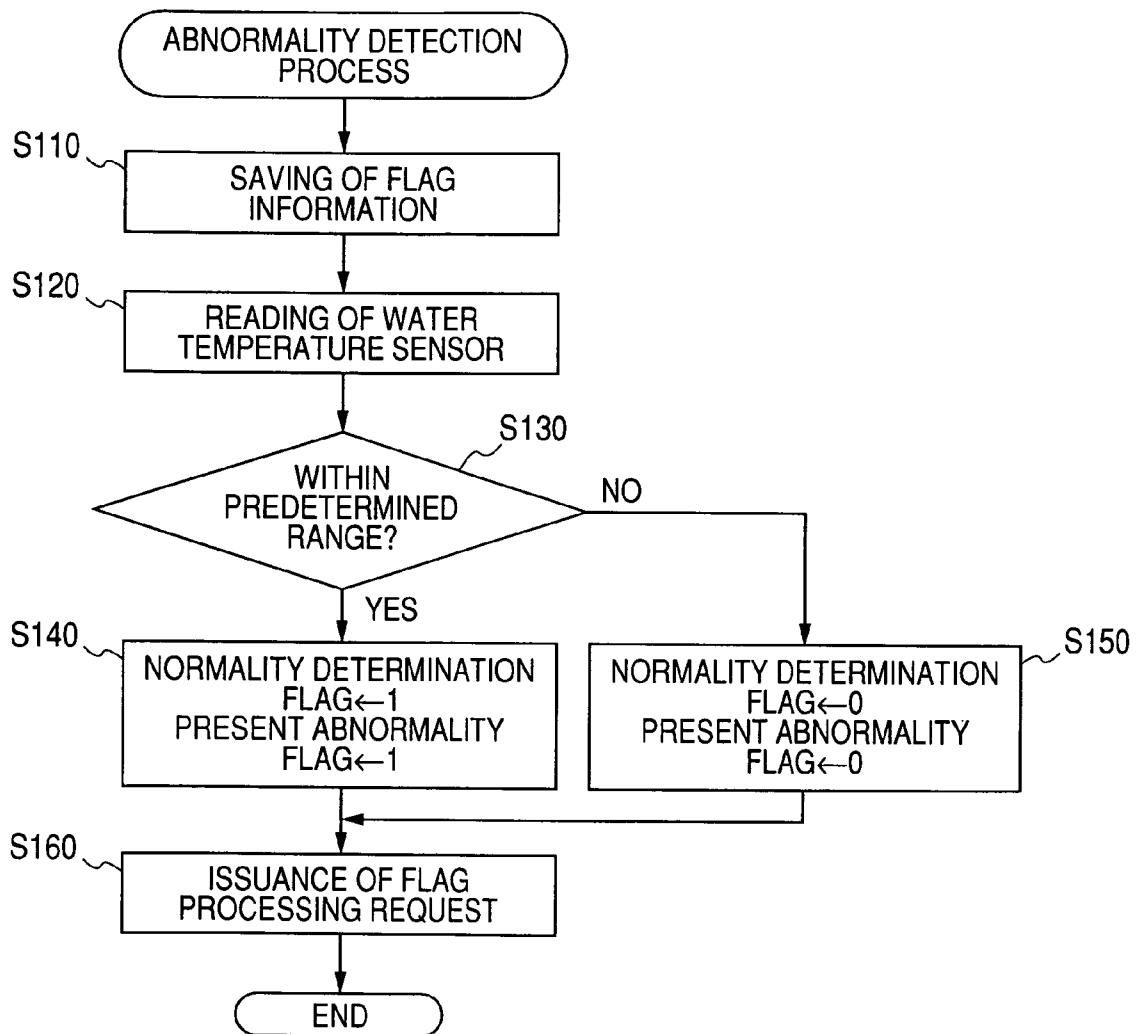 ABNORMALITY DETECTION
PROCESS
S110
SAVING OF FLAG
INFORMATION
S120
READING OF WATER
TEMPERATURE SENSOR
S130
WITHIN
PREDETERMINED
RANGE?
NO
YES
S140
NORMALITY DETERMINATION
FLAG←1
PRESENT ABNORMALITY
FLAG←1
S150
NORMALITY DETERMINATION
FLAG←0
PRESENT ABNORMALITY
FLAG←0
S160
ISSUANCE OF FLAG
PROCESSING REQUEST
END